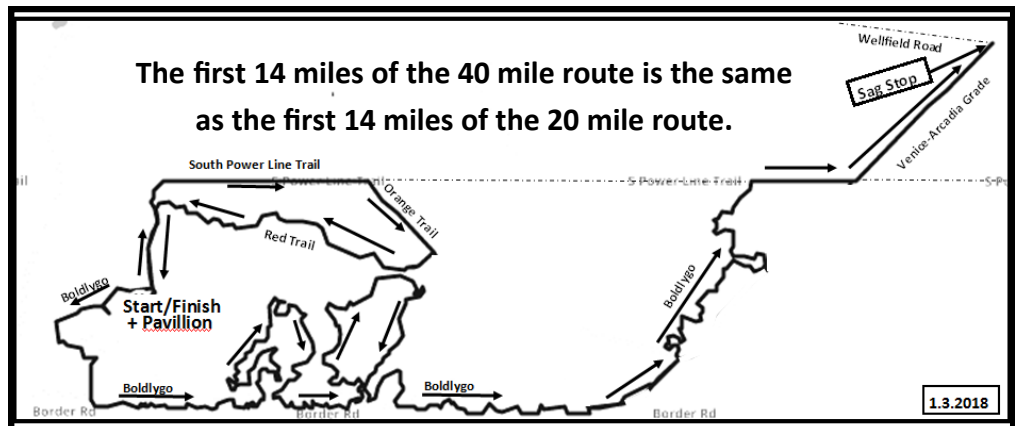 The first 14 miles of the 40 mile route is the same
as the first 14 miles of the 20 mile route.
Wellfield Road
Sag Stop
Venice-Arcadia Grade
South Power Line Trail
ail
S Power Line Trail
S Power Line Trail
S Po
Orange Trail
Red Trail
Boldlygo
Start/Finish
+ Pavillion
Boldlygo
Boldlygo
Boldlygo
Border Rd
Border Rd
Border Rd
1.3.2018